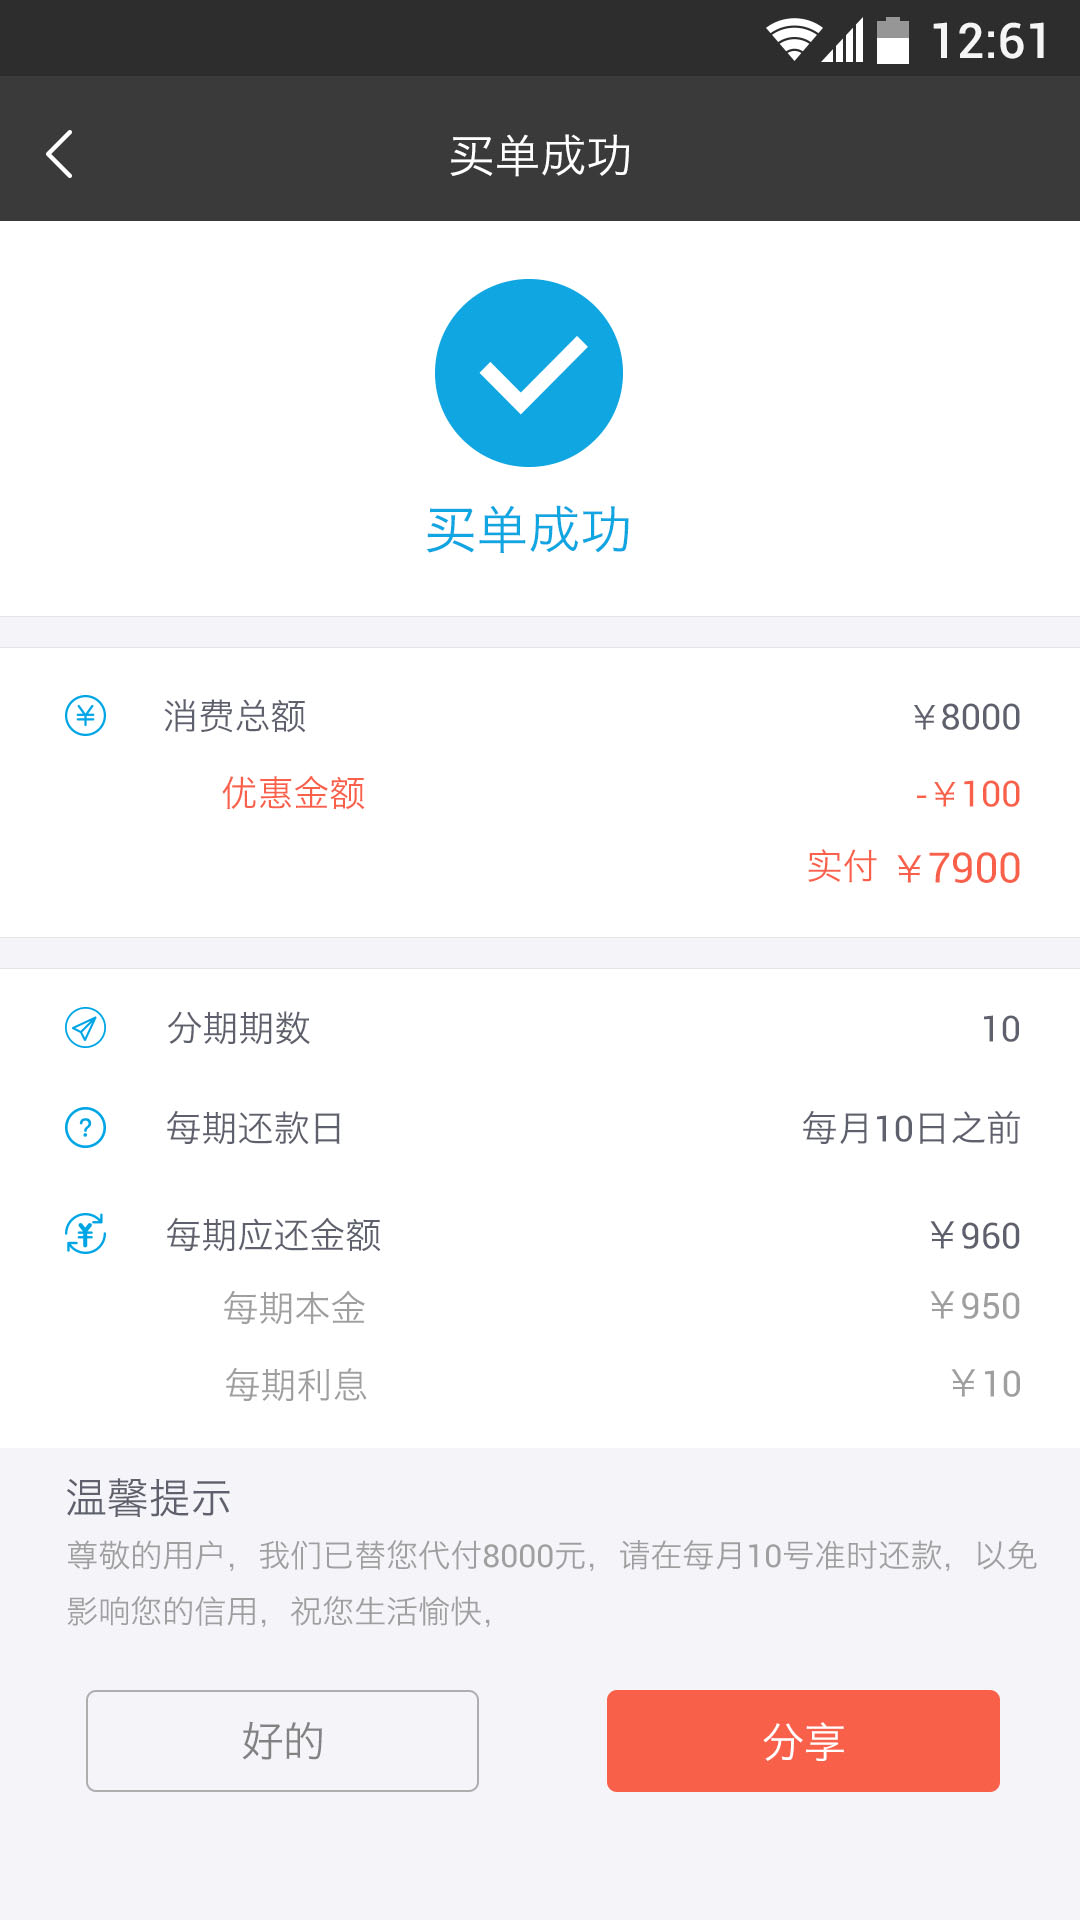 12:61
买单成功
买单成功
消费总额 ¥8000
优惠金额 -¥100
实付 ¥7900
分期期数 10
每期还款日 每月10日之前
每期应还金额 ¥960
每期本金 ¥950
每期利息 ¥10
温馨提示
尊敬的用户，我们已替您代付8000元，请在每月10号准时还款，以免
影响您的信用，祝您生活愉快，
好的 分享